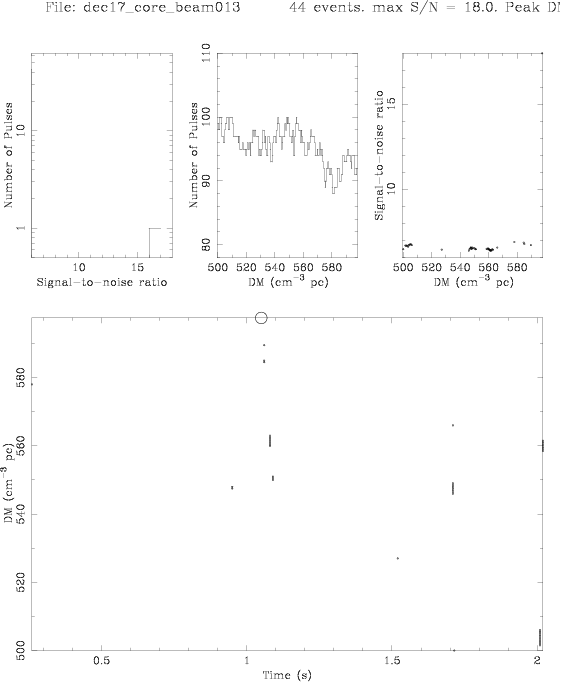 File: dec17_core_beam013 44 events. max S/N = 18.0. Peak DM
Number of Pulses
1 10
10 15
Signal-to-noise ratio
Number of Pulses
80 90 100 110
500 520 540 560 580
DM (cm⁻³ pc)
Signal-to-noise ratio
10 15
500 520 540 560 580
DM (cm⁻³ pc)
DM (cm⁻³ pc)
500 520 540 560 580
0.5 1 1.5 2
Time (s)